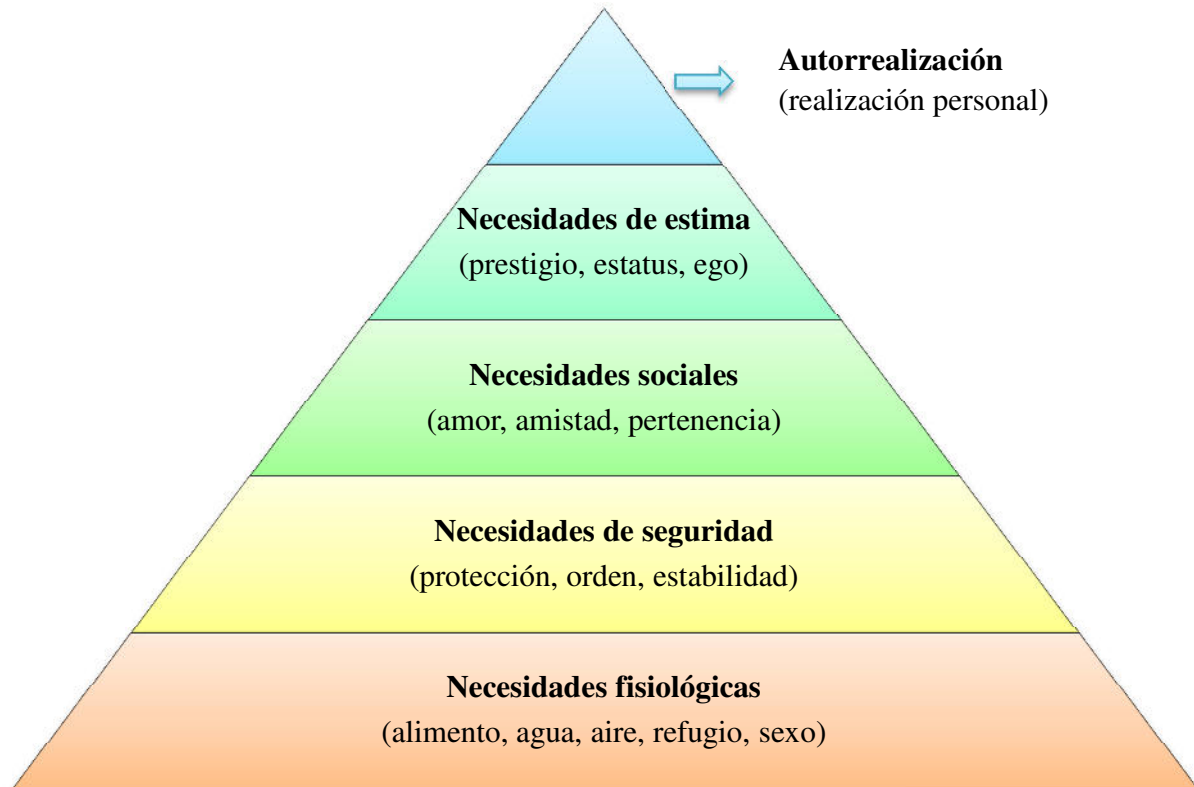 Autorrealización
(realización personal)
Necesidades de estima
(prestigio, estatus, ego)
Necesidades sociales
(amor, amistad, pertenencia)
Necesidades de seguridad
(protección, orden, estabilidad)
Necesidades fisiológicas
(alimento, agua, aire, refugio, sexo)